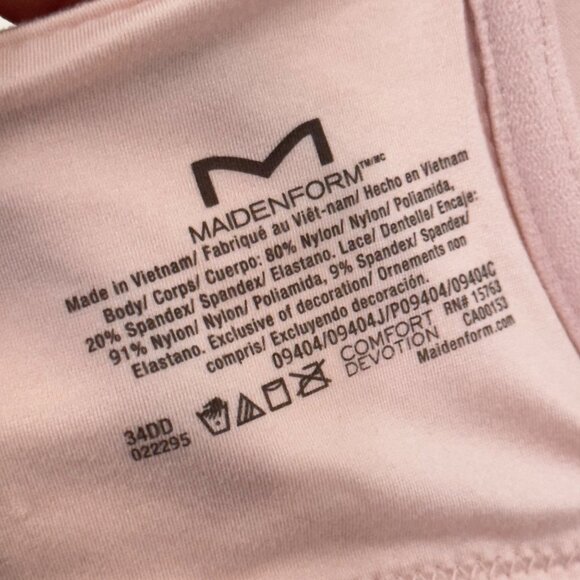 MAIDENFORM™/MC
Made in Vietnam/ Fabriqué au Viêt-nam/ Hecho en Vietnam
Body/ Corps/ Cuerpo: 80% Nylon/ Nylon/ Poliamida,
20% Spandex/ Spandex/ Elastano. Lace/ Dentelle/ Encaje:
91% Nylon/ Nylon/ Poliamida, 9% Spandex/ Spandex/
Elastano. Exclusive of decoration/ Ornements non
compris/ Excluyendo decoración.
09404/09404J/P09404/09404C
COMFORT
DEVOTION
RN# 15763
CA00153
Maidenform.com
34DD
022295